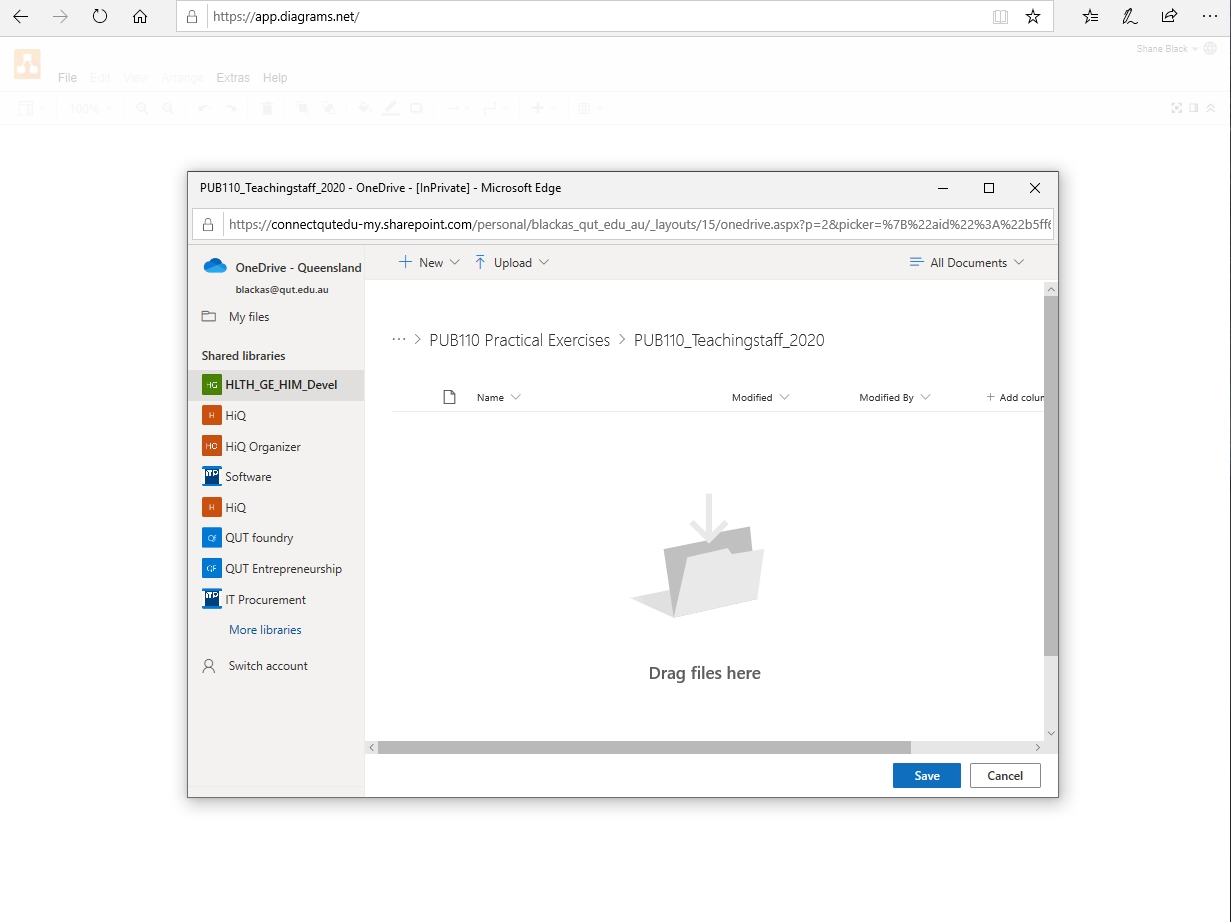 https://app.diagrams.net/
Shane Black
File Edit View Arrange Extras Help
100%
PUB110_Teachingstaff_2020 - OneDrive - [InPrivate] - Microsoft Edge
https://connectqutedu-my.sharepoint.com/personal/blackas_qut_edu_au/_layouts/15/onedrive.aspx?p=2&picker=%7B%22aid%22%3A%22b5ff6
OneDrive - Queensland
blackas@qut.edu.au
New Upload All Documents
My files
Shared libraries
HG HLTH_GE_HIM_Devel
H HiQ
HO HiQ Organizer
ITP Software
H HiQ
Qf QUT foundry
QE QUT Entrepreneurship
ITP IT Procurement
More libraries
Switch account
... > PUB110 Practical Exercises > PUB110_Teachingstaff_2020
Name Modified Modified By + Add colum
Drag files here
Save Cancel